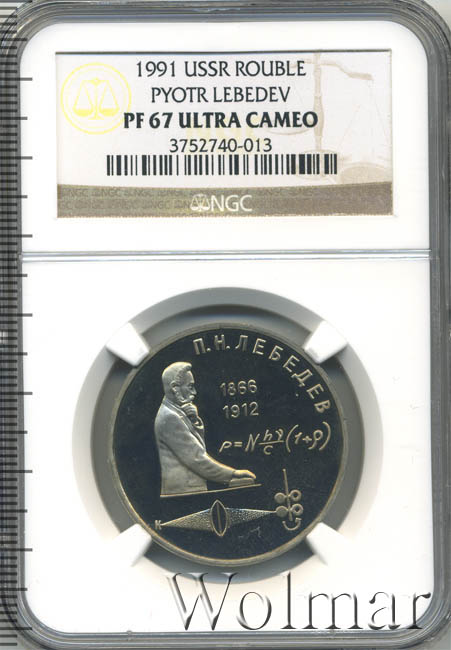 1991 USSR ROUBLE
PYOTR LEBEDEV
PF 67 ULTRA CAMEO
3752740-013
NGC
П.Н.ЛЕБЕДЕВ
1866
1912
P=N hν/c (1+ρ)
К
Wolmar